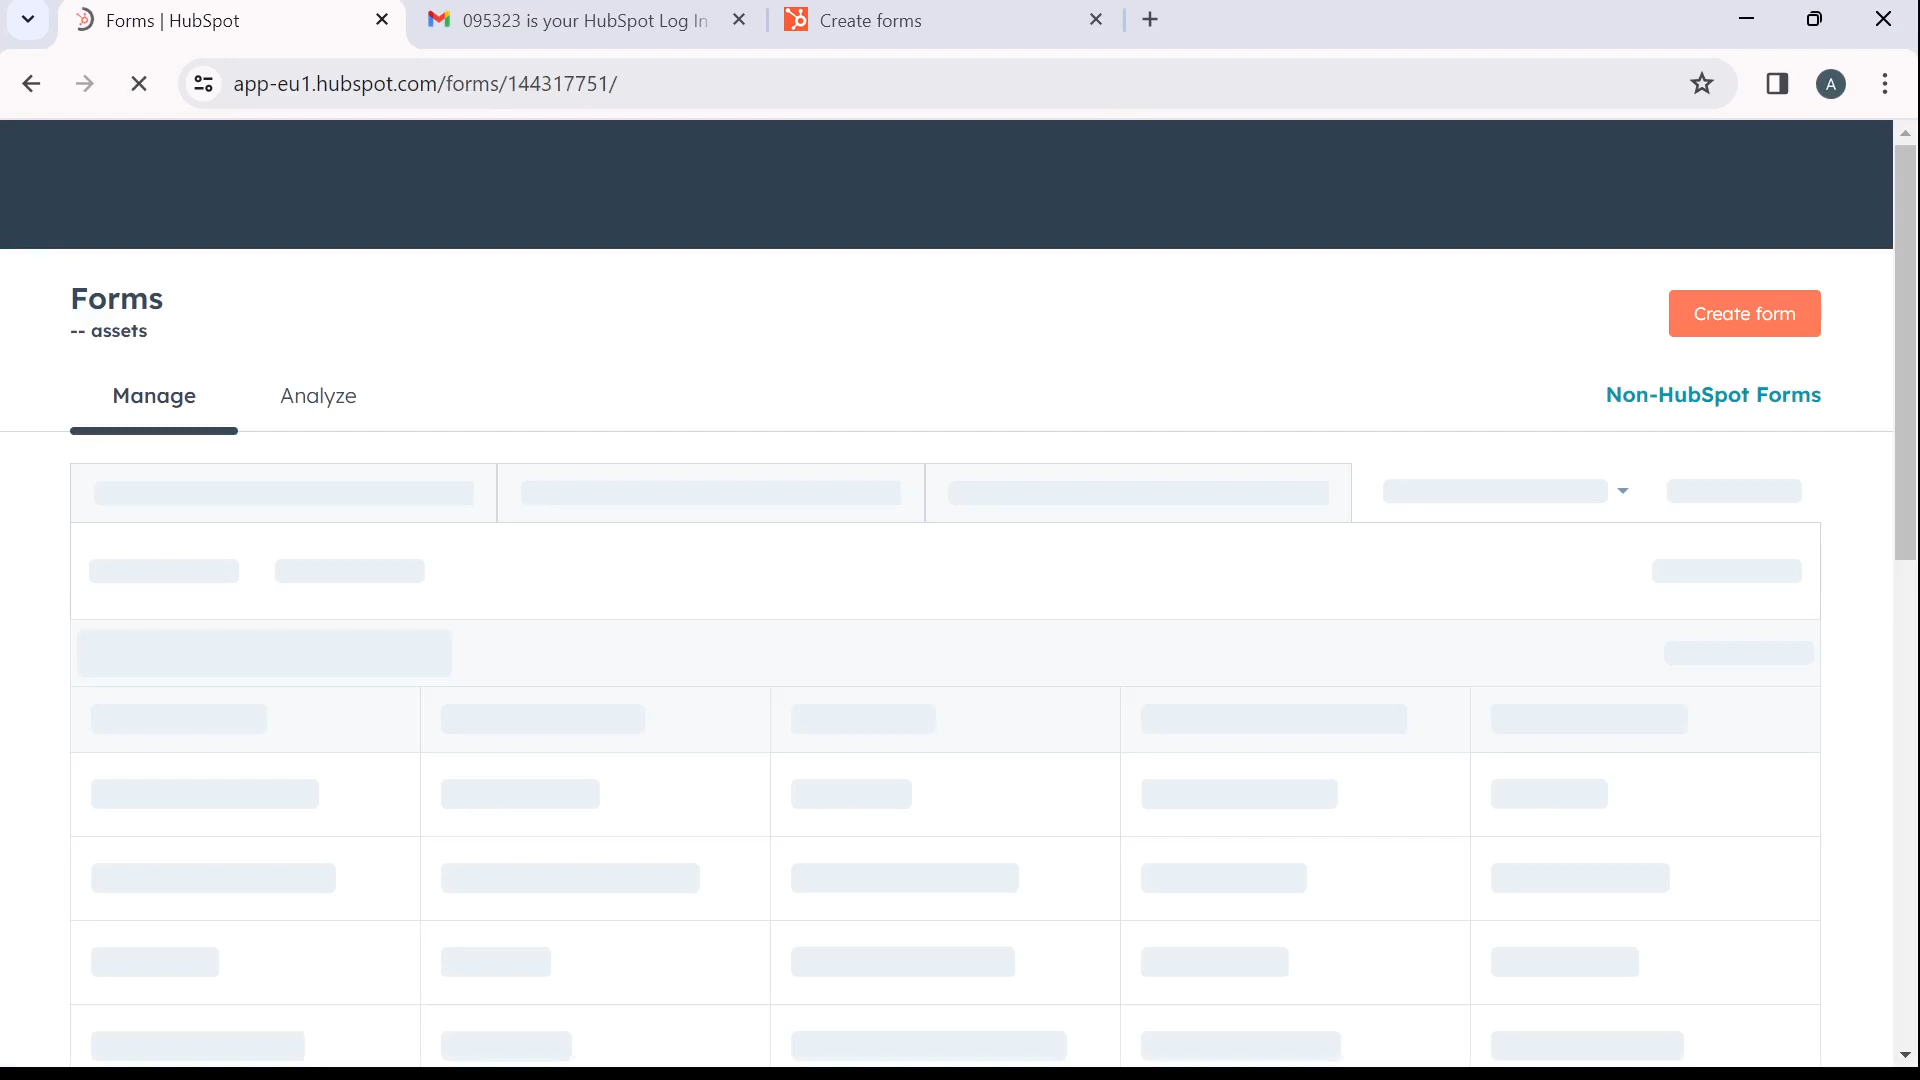 Forms | HubSpot
095323 is your HubSpot Log In
Create forms
app-eu1.hubspot.com/forms/144317751/
A
Forms
-- assets
Create form
Manage
Analyze
Non-HubSpot Forms